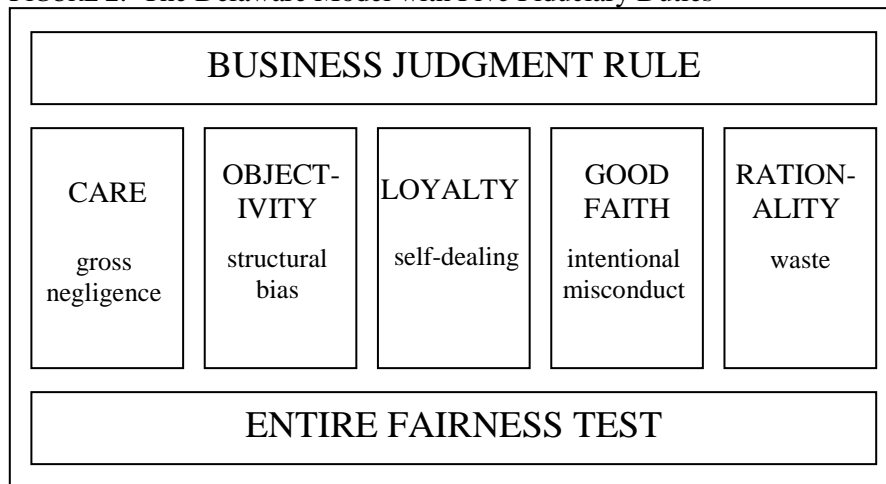 FIGURE 2: The Delaware Model with Five Fiduciary Duties
BUSINESS JUDGMENT RULE
CARE
gross
negligence
OBJECT-
IVITY
structural
bias
LOYALTY
self-dealing
GOOD
FAITH
intentional
misconduct
RATION-
ALITY
waste
ENTIRE FAIRNESS TEST